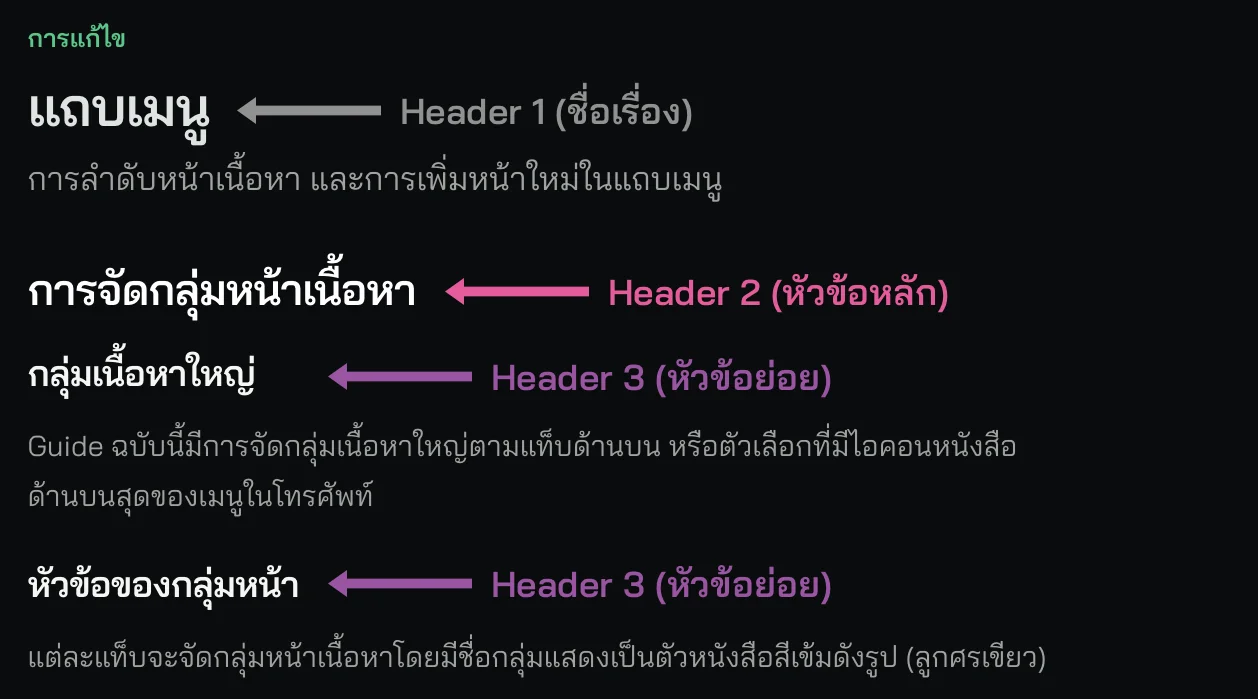 การแก้ไข
แถบเมนู Header 1 (ชื่อเรื่อง)
การลำดับหน้าเนื้อหา และการเพิ่มหน้าใหม่ในแถบเมนู
การจัดกลุ่มหน้าเนื้อหา Header 2 (หัวข้อหลัก)
กลุ่มเนื้อหาใหญ่ Header 3 (หัวข้อย่อย)
Guide ฉบับนี้มีการจัดกลุ่มเนื้อหาใหญ่ตามแท็บด้านบน หรือตัวเลือกที่มีไอคอนหนังสือ
ด้านบนสุดของเมนูในโทรศัพท์
หัวข้อของกลุ่มหน้า Header 3 (หัวข้อย่อย)
แต่ละแท็บจะจัดกลุ่มหน้าเนื้อหาโดยมีชื่อกลุ่มแสดงเป็นตัวหนังสือสีเข้มดังรูป (ลูกศรเขียว)